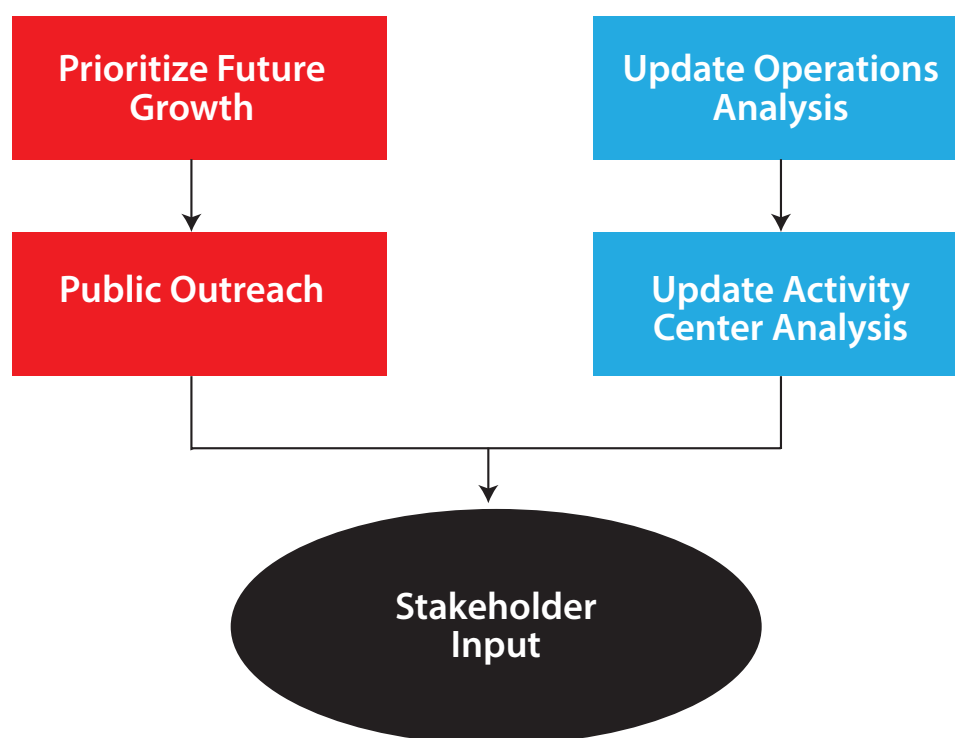 Prioritize Future
Growth
Update Operations
Analysis
Public Outreach
Update Activity
Center Analysis
Stakeholder
Input